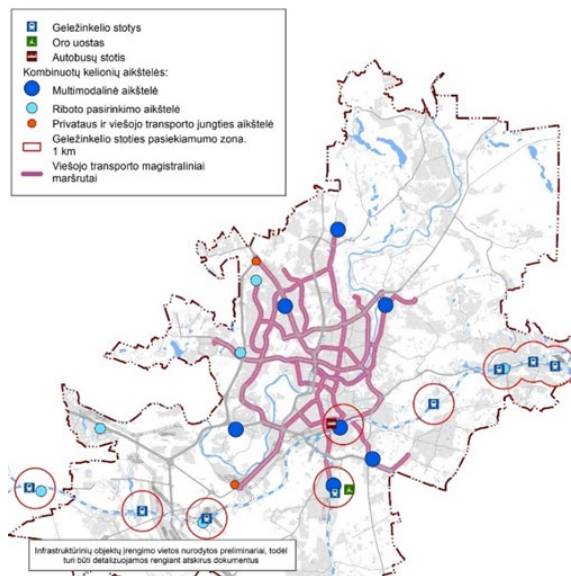 Geležinkelio stotys
Oro uostas
Autobusų stotis
Kombinuotų kelionių aikštelės:
Multimodalinė aikštelė
Riboto pasirinkimo aikštelė
Privataus ir viešojo transporto jungties aikštelė
Geležinkelio stoties pasiekiamumo zona.
1 km
Viešojo transporto magistraliniai
maršrutai
Infrastruktūrinių objektų įrengimo vietos nurodytos preliminariai, todėl
turi būti detalizuojamos rengiant atskirus dokumentus